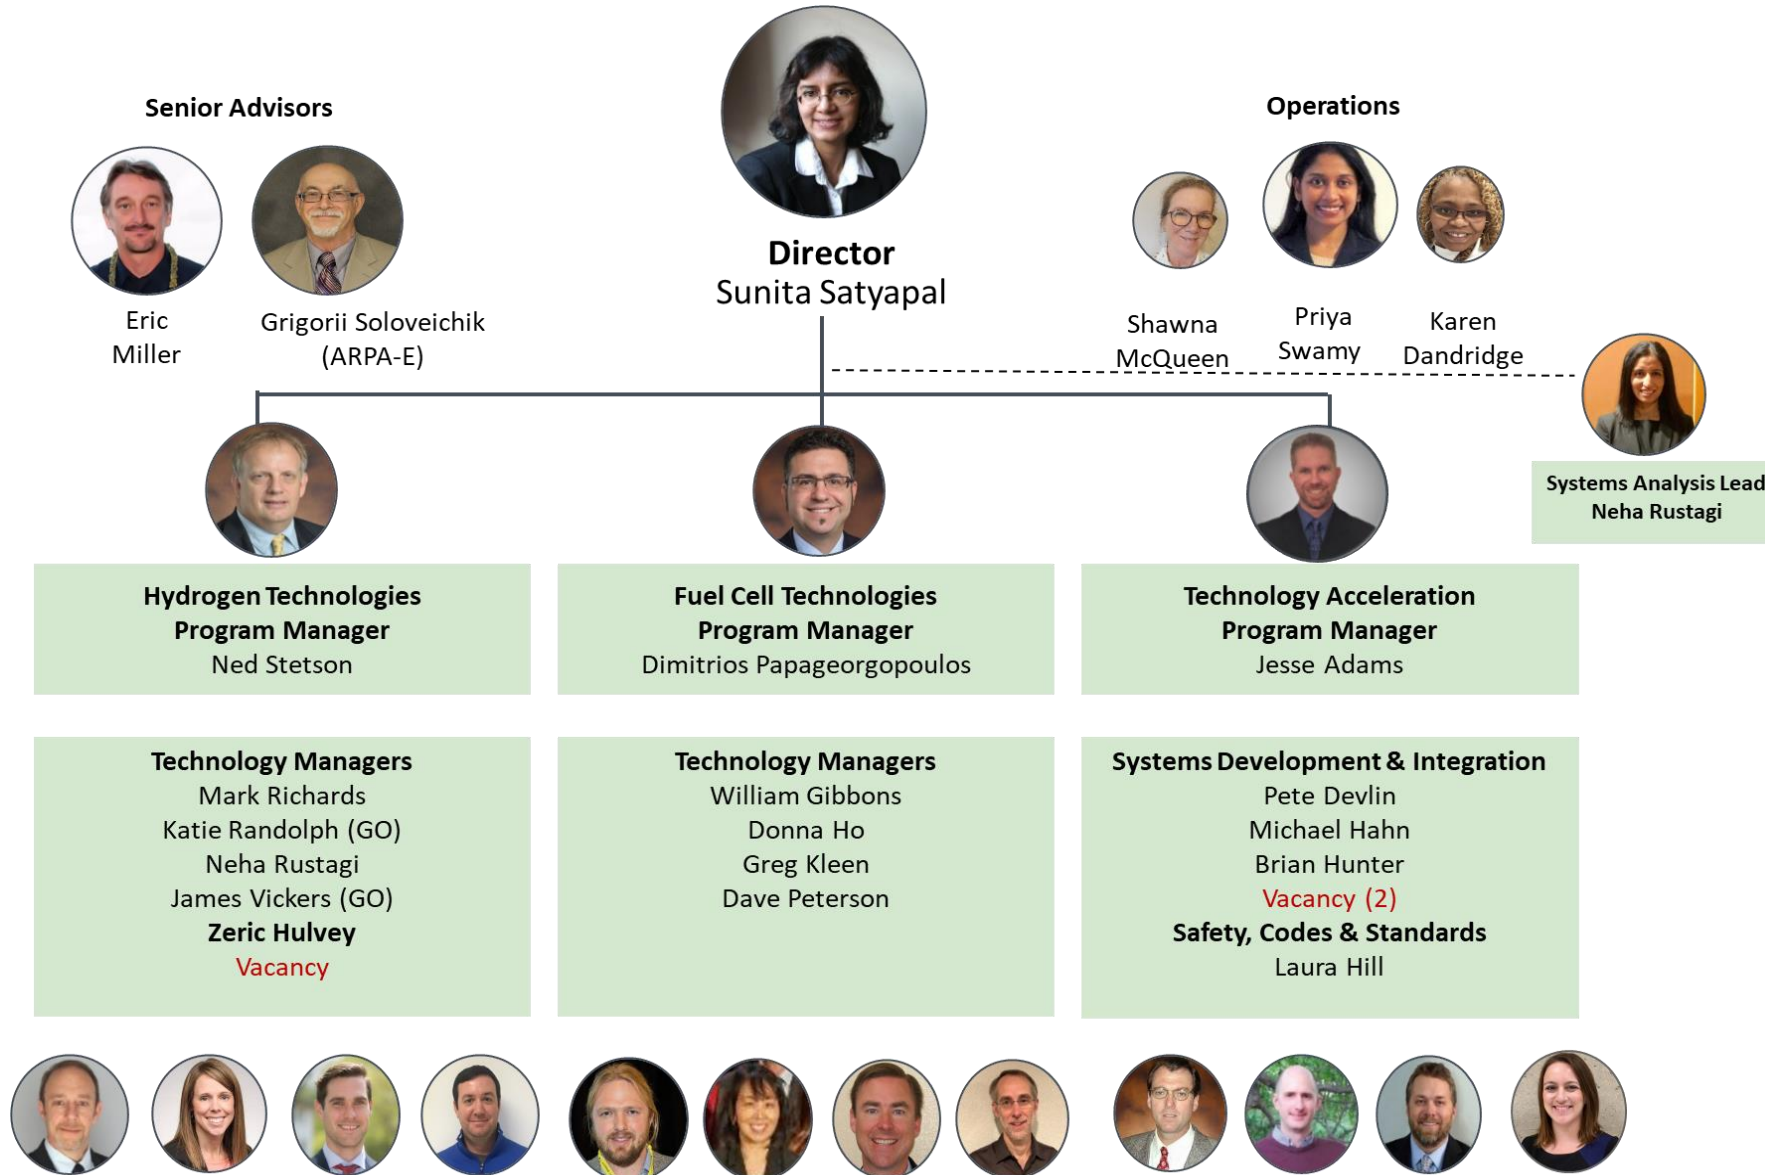 Senior Advisors
Eric
Miller
Grigorii Soloveichik
(ARPA-E)
Director
Sunita Satyapal
Operations
Shawna
McQueen
Priya
Swamy
Karen
Dandridge
Systems Analysis Lead
Neha Rustagi
Hydrogen Technologies
Program Manager
Ned Stetson
Fuel Cell Technologies
Program Manager
Dimitrios Papageorgopoulos
Technology Acceleration
Program Manager
Jesse Adams
Technology Managers
Mark Richards
Katie Randolph (GO)
Neha Rustagi
James Vickers (GO)
Zeric Hulvey
Vacancy
Technology Managers
William Gibbons
Donna Ho
Greg Kleen
Dave Peterson
Systems Development & Integration
Pete Devlin
Michael Hahn
Brian Hunter
Vacancy (2)
Safety, Codes & Standards
Laura Hill